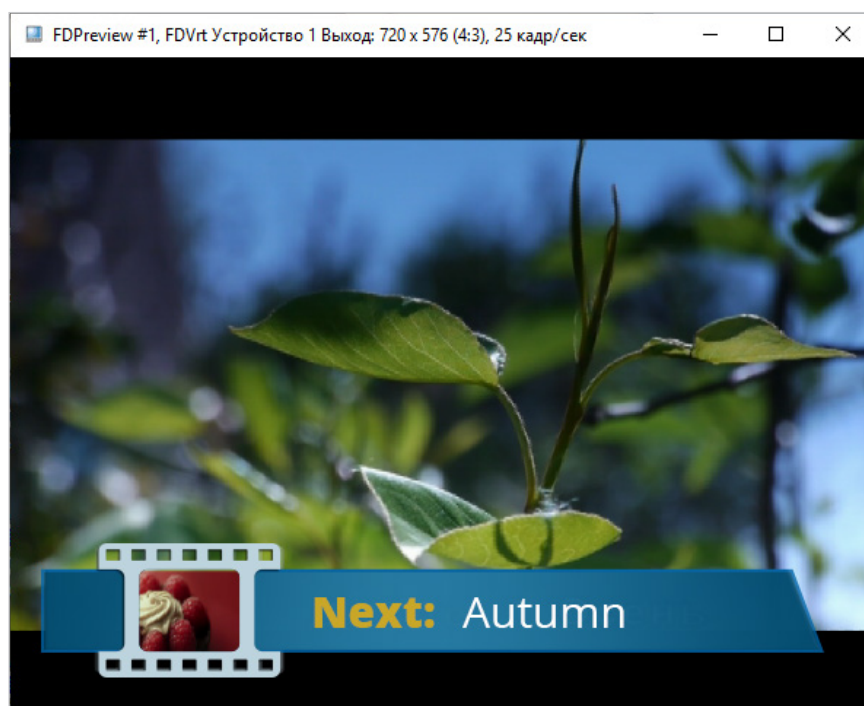 FDPreview #1, FDVrt Устройство 1 Выход: 720 x 576 (4:3), 25 кадр/сек
Next: Autumn